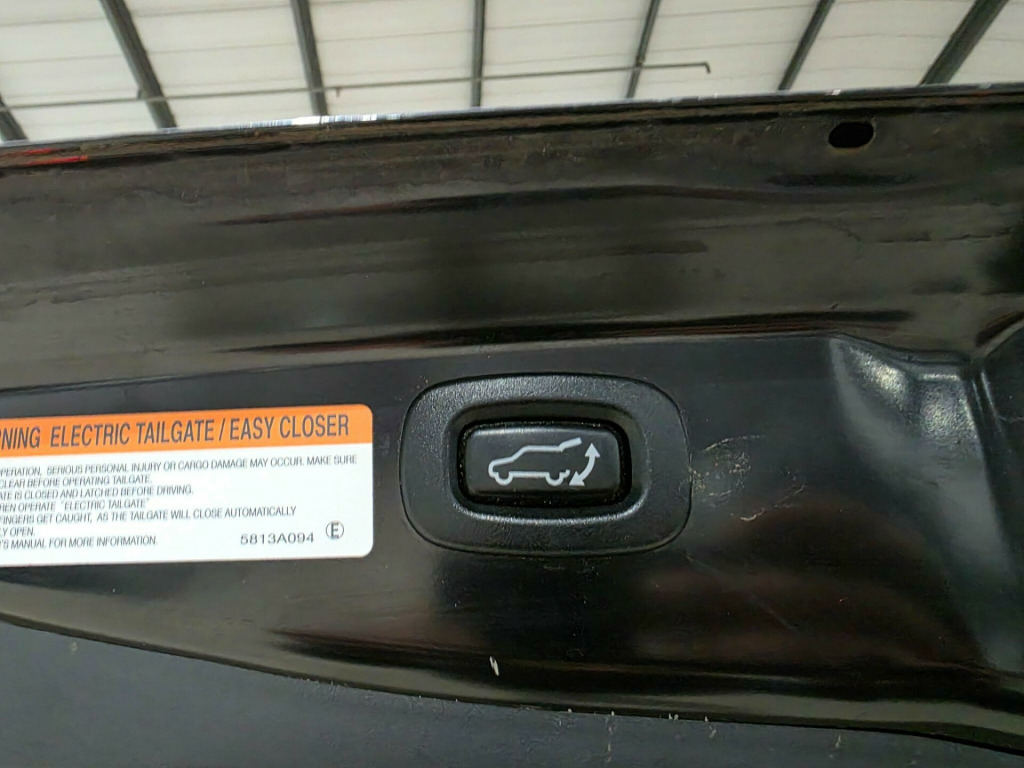 NING ELECTRIC TAILGATE / EASY CLOSER
OPERATION, SERIOUS PERSONAL INJURY OR CARGO DAMAGE MAY OCCUR. MAKE SURE
CLEAR BEFORE OPERATING TAILGATE.
ATE IS CLOSED AND LATCHED BEFORE DRIVING.
REN OPERATE "ELECTRIC TAILGATE"
FINGERS GET CAUGHT, AS THE TAILGATE WILL CLOSE AUTOMATICALLY
LY OPEN.
'S MANUAL FOR MORE INFORMATION.
5813A094 E